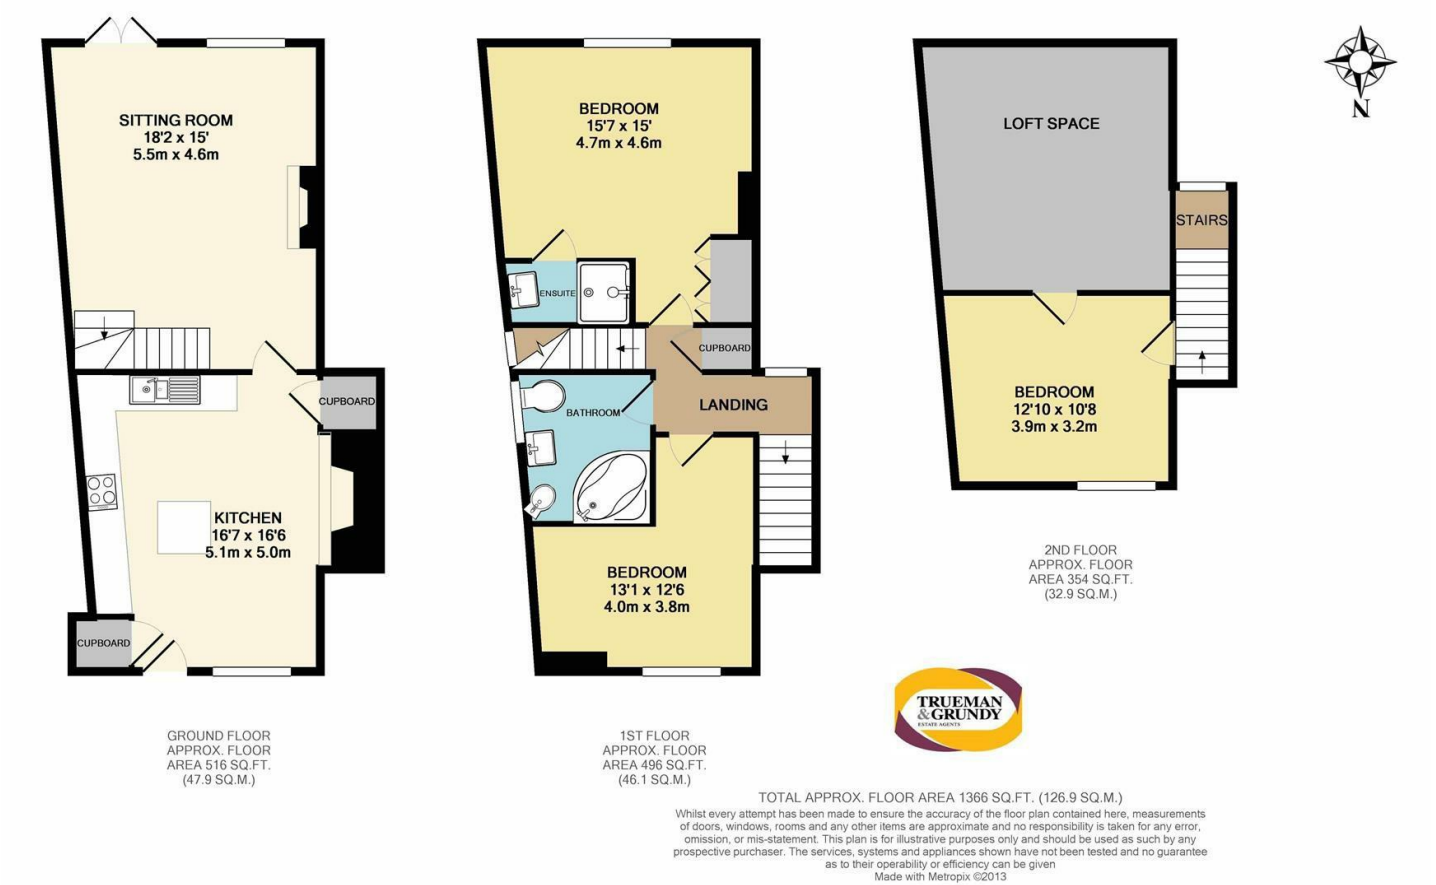 SITTING ROOM
18'2 x 15'
5.5m x 4.6m
CUPBOARD
KITCHEN
16'7 x 16'6
5.1m x 5.0m
CUPBOARD
GROUND FLOOR
APPROX. FLOOR
AREA 516 SQ.FT.
(47.9 SQ.M.)
BEDROOM
15'7 x 15'
4.7m x 4.6m
ENSUITE
CUPBOARD
LANDING
BATHROOM
BEDROOM
13'1 x 12'6
4.0m x 3.8m
1ST FLOOR
APPROX. FLOOR
AREA 496 SQ.FT.
(46.1 SQ.M.)
LOFT SPACE
STAIRS
BEDROOM
12'10 x 10'8
3.9m x 3.2m
2ND FLOOR
APPROX. FLOOR
AREA 354 SQ.FT.
(32.9 SQ.M.)
N
TRUEMAN
&GRUNDY
ESTATE AGENTS
TOTAL APPROX. FLOOR AREA 1366 SQ.FT. (126.9 SQ.M.)
Whilst every attempt has been made to ensure the accuracy of the floor plan contained here, measurements
of doors, windows, rooms and any other items are approximate and no responsibility is taken for any error,
omission, or mis-statement. This plan is for illustrative purposes only and should be used as such by any
prospective purchaser. The services, systems and appliances shown have not been tested and no guarantee
as to their operability or efficiency can be given
Made with Metropix ©2013